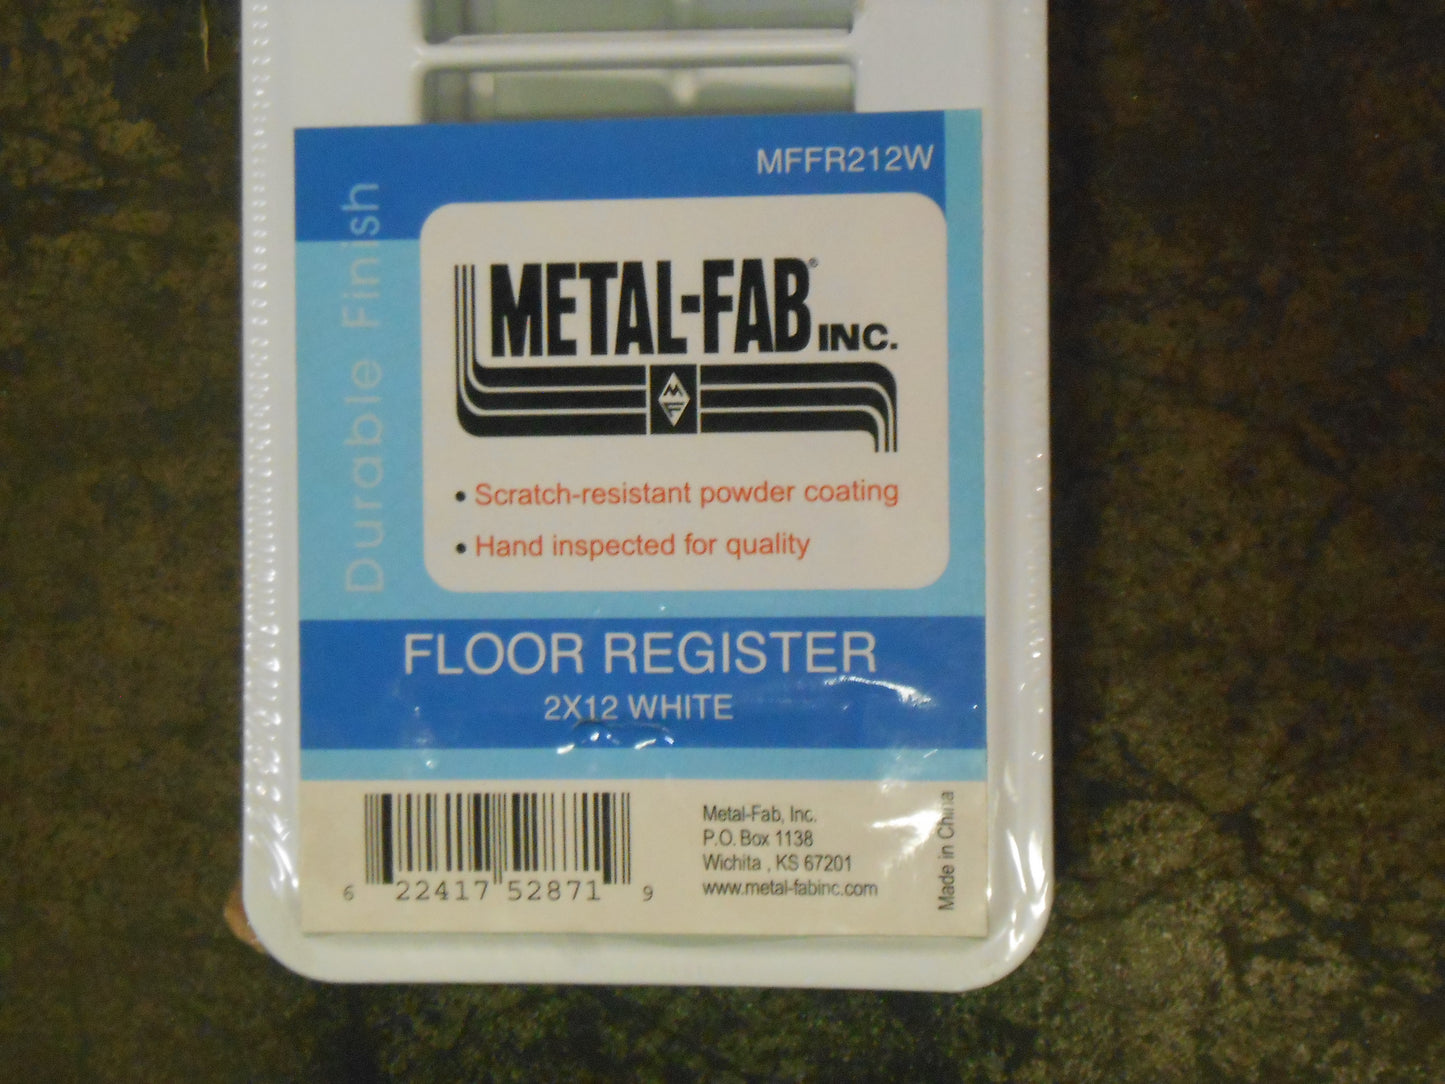 MFFR212W
Durable Finish
METAL-FAB® INC.
MF
• Scratch-resistant powder coating
• Hand inspected for quality
FLOOR REGISTER
2X12 WHITE
6 22417 52871 9
Metal-Fab, Inc.
P.O. Box 1138
Wichita , KS 67201
www.metal-fabinc.com
Made in China